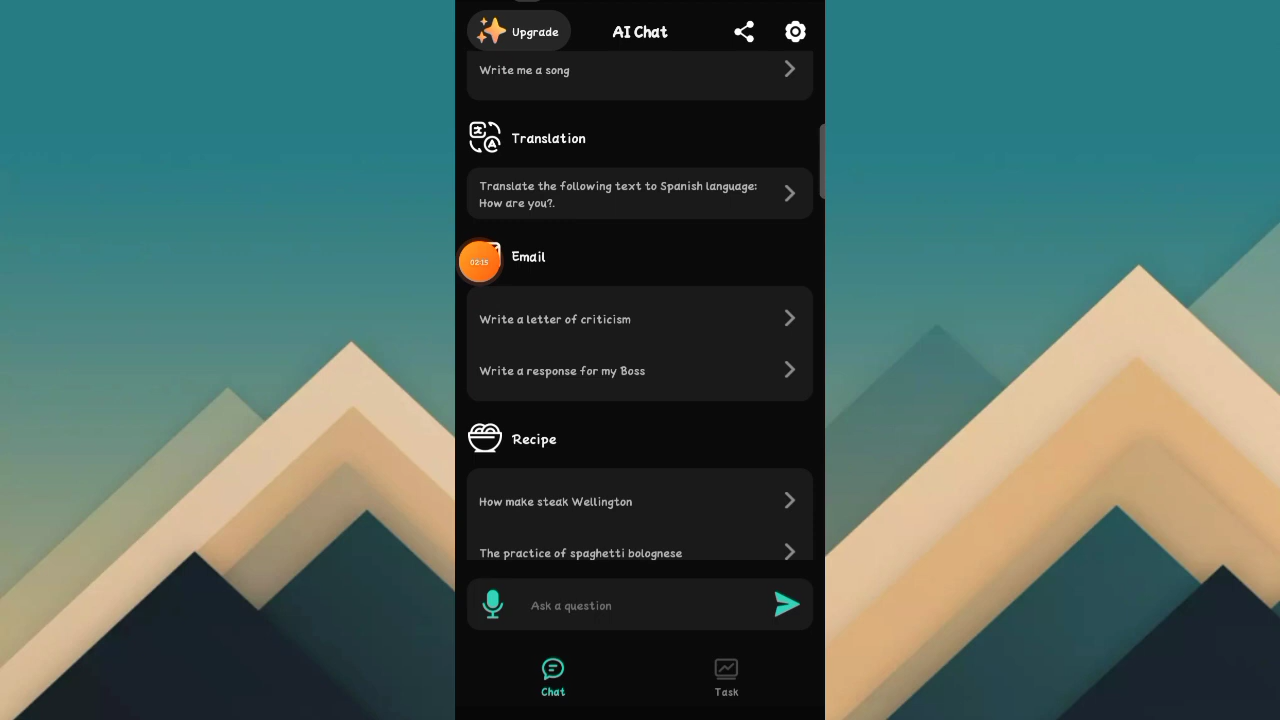 Upgrade
AI Chat
Write me a song
Translation
Translate the following text to Spanish language:
How are you?.
02:15
Email
Write a letter of criticism
Write a response for my Boss
Recipe
How make steak Wellington
The practice of spaghetti bolognese
Ask a question
Chat
Task